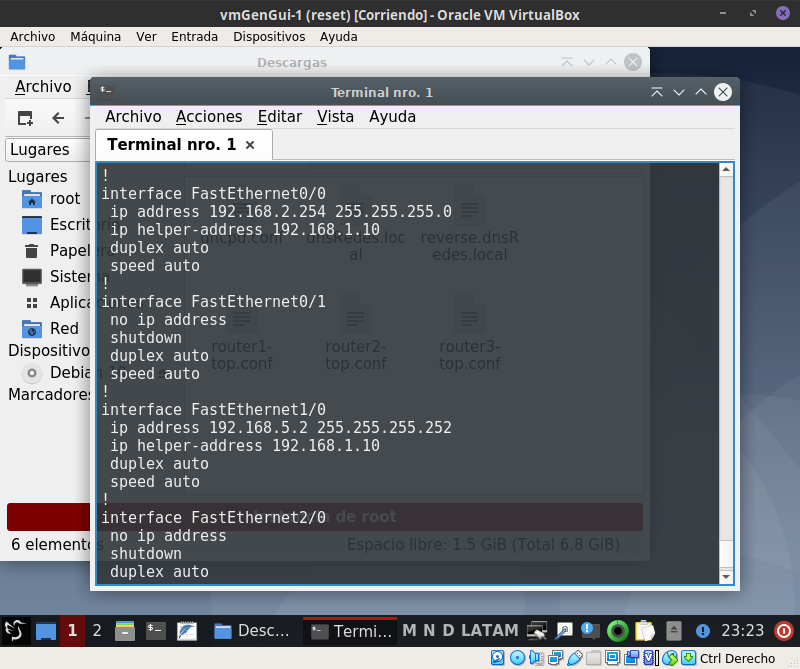 vmGenGui-1 (reset) [Corriendo] - Oracle VM VirtualBox
Archivo Máquina Ver Entrada Dispositivos Ayuda
Descargas
Archivo
Terminal nro. 1
Archivo Acciones Editar Vista Ayuda
Terminal nro. 1
Lugares
Lugares
root
Sistem
Red
Dispositivo
Marcadores
!
interface FastEthernet0/0
ip address 192.168.2.254 255.255.255.0
ip helper-address 192.168.1.10
duplex auto
speed auto
!
interface FastEthernet0/1
no ip address
shutdown
duplex auto
speed auto
!
interface FastEthernet1/0
ip address 192.168.5.2 255.255.255.252
ip helper-address 192.168.1.10
duplex auto
speed auto
!
interface FastEthernet2/0
no ip address
shutdown
duplex auto
dhcpd.conf
dnsRedes.local
reverse.dnsRedes.local
router1-top.conf
router2-top.conf
router3-top.conf
6 elementos
Espacio libre: 1.5 GiB (Total 6.8 GiB)
1 2 Desc... Termi... M N D LATAM 23:23
Ctrl Derecho